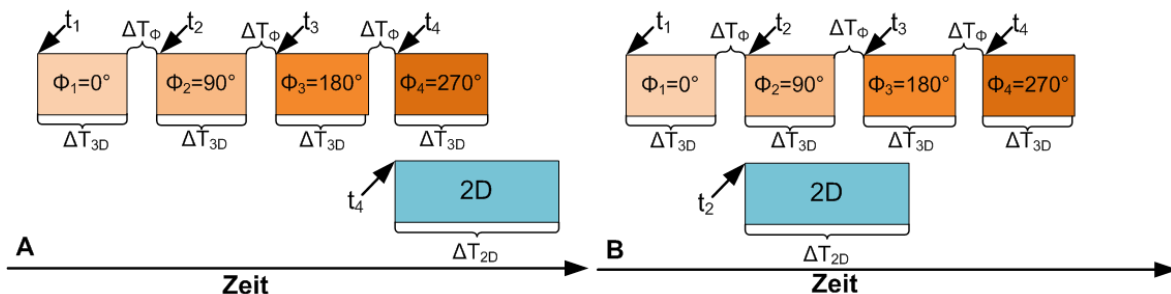 t1 ΔTΦ t2 ΔTΦ t3 ΔTΦ t4
Φ1=0° Φ2=90° Φ3=180° Φ4=270°
ΔT3D ΔT3D ΔT3D ΔT3D
t4 2D
ΔT2D
A
Zeit
t1 ΔTΦ t2 ΔTΦ t3 ΔTΦ t4
Φ1=0° Φ2=90° Φ3=180° Φ4=270°
ΔT3D ΔT3D ΔT3D ΔT3D
t2 2D
ΔT2D
B
Zeit